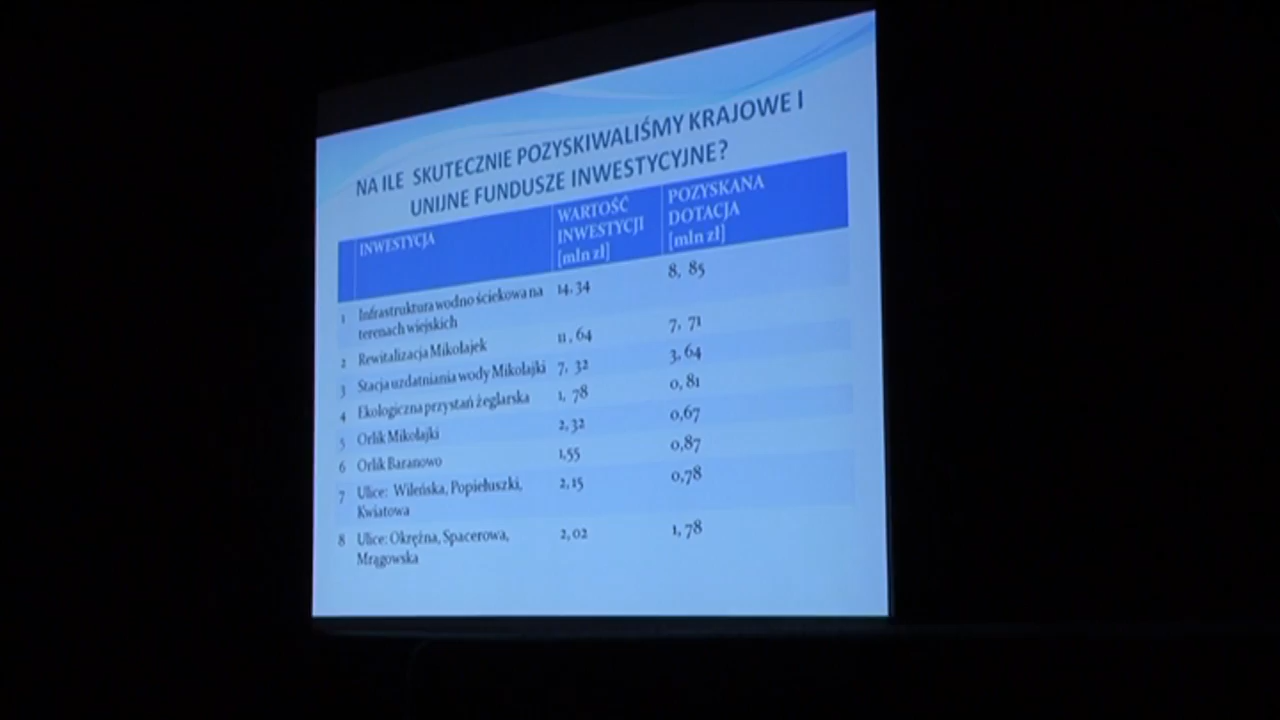 NA ILE SKUTECZNIE POZYSKIWALIŚMY KRAJOWE I
UNIJNE FUNDUSZE INWESTYCYJNE?
INWESTYCJA
WARTOŚĆ
INWESTYCJI
[mln zł]
POZYSKANA
DOTACJA
[mln zł]
1 Infrastruktura wodno ściekowa na 14, 34 8, 85
terenach wiejskich
2 Rewitalizacja Mikołajek 11, 64 7, 71
3 Stacja uzdatniania wody Mikołajki 7, 32 3, 64
4 Ekologiczna przystań żeglarska 1, 78 0, 81
5 Orlik Mikołajki 2, 32 0,67
6 Orlik Baranowo 1,55 0,87
7 Ulice: Wileńska, Popiełuszki, 2, 15 0,78
Kwiatowa
8 Ulice: Okrężna, Spacerowa, 2, 02 1, 78
Mrągowska